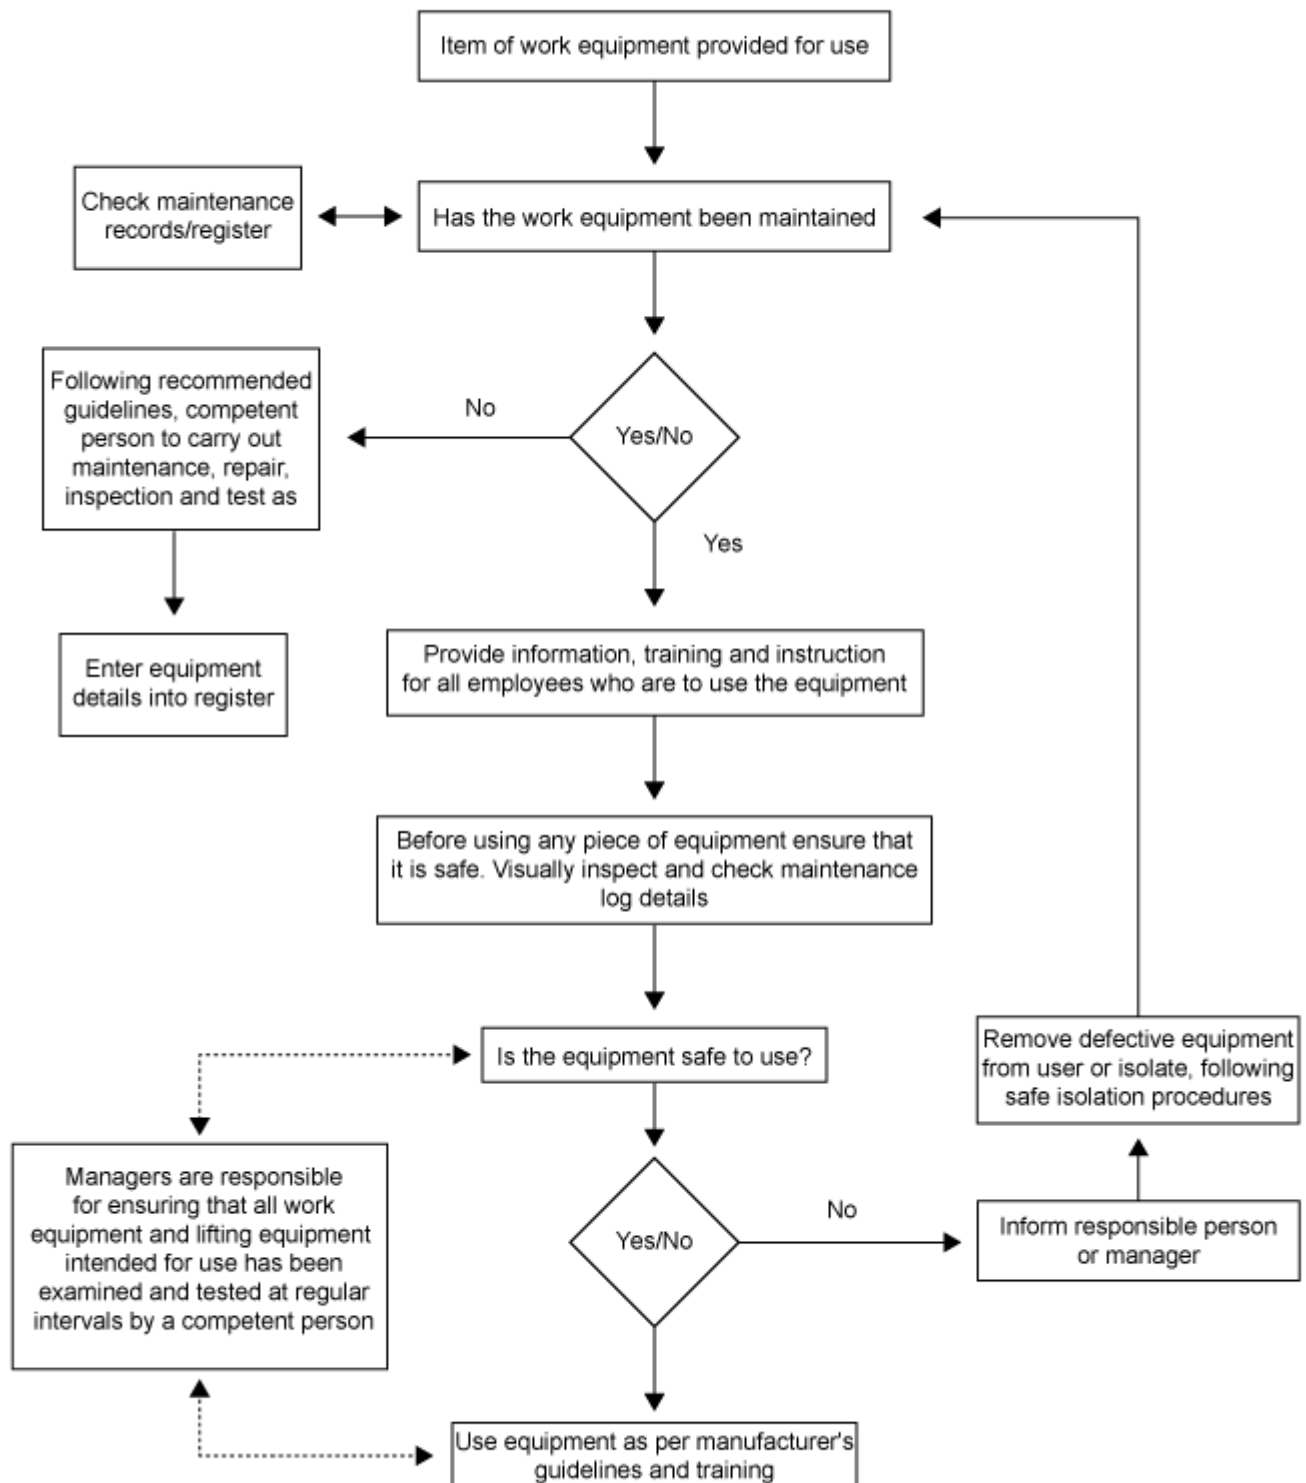 Item of work equipment provided for use
Check maintenance
records/register
Has the work equipment been maintained
Following recommended
guidelines, competent
person to carry out
maintenance, repair,
inspection and test as
No
Yes/No
Yes
Enter equipment
details into register
Provide information, training and instruction
for all employees who are to use the equipment
Before using any piece of equipment ensure that
it is safe. Visually inspect and check maintenance
log details
Is the equipment safe to use?
Remove defective equipment
from user or isolate, following
safe isolation procedures
Managers are responsible
for ensuring that all work
equipment and lifting equipment
intended for use has been
examined and tested at regular
intervals by a competent person
Yes/No
No
Inform responsible person
or manager
Use equipment as per manufacturer's
guidelines and training